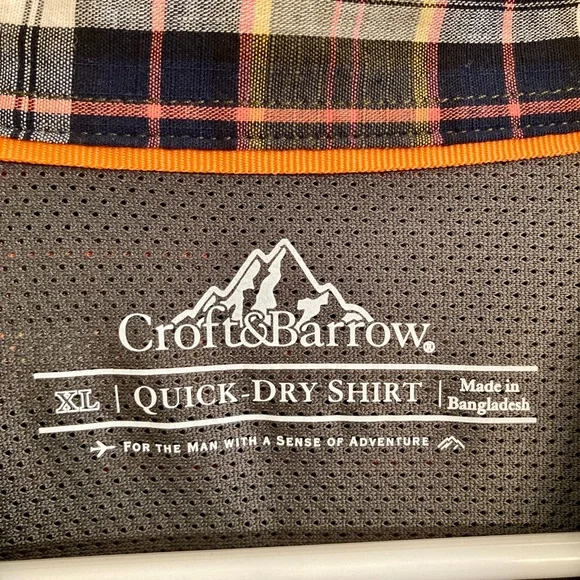 Croft&Barrow®
XL | QUICK-DRY SHIRT | Made in Bangladesh
FOR THE MAN WITH A SENSE OF ADVENTURE